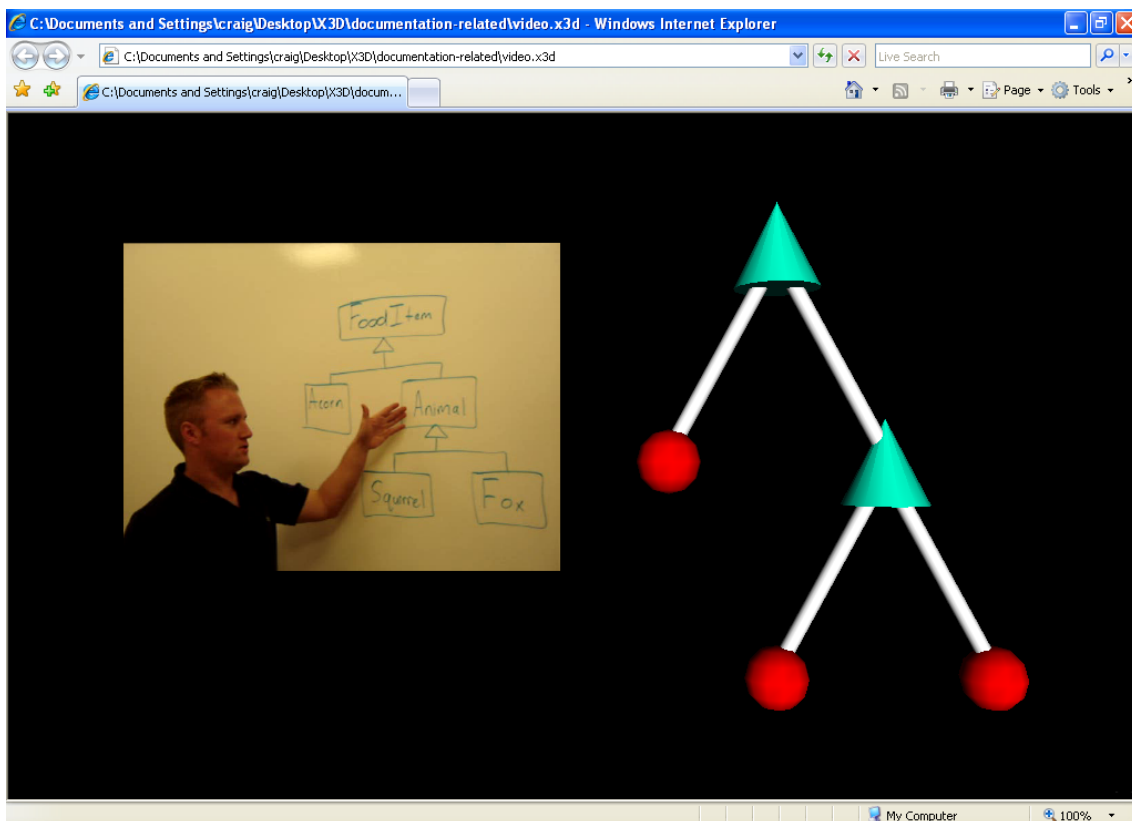 C:\Documents and Settings\craig\Desktop\X3D\documentation-related\video.x3d - Windows Internet Explorer
C:\Documents and Settings\craig\Desktop\X3D\documentation-related\video.x3d
Live Search
C:\Documents and Settings\craig\Desktop\X3D\docum...
Page
Tools
»
FoodItem
Acorn
Animal
Squirrel
Fox
My Computer
100%